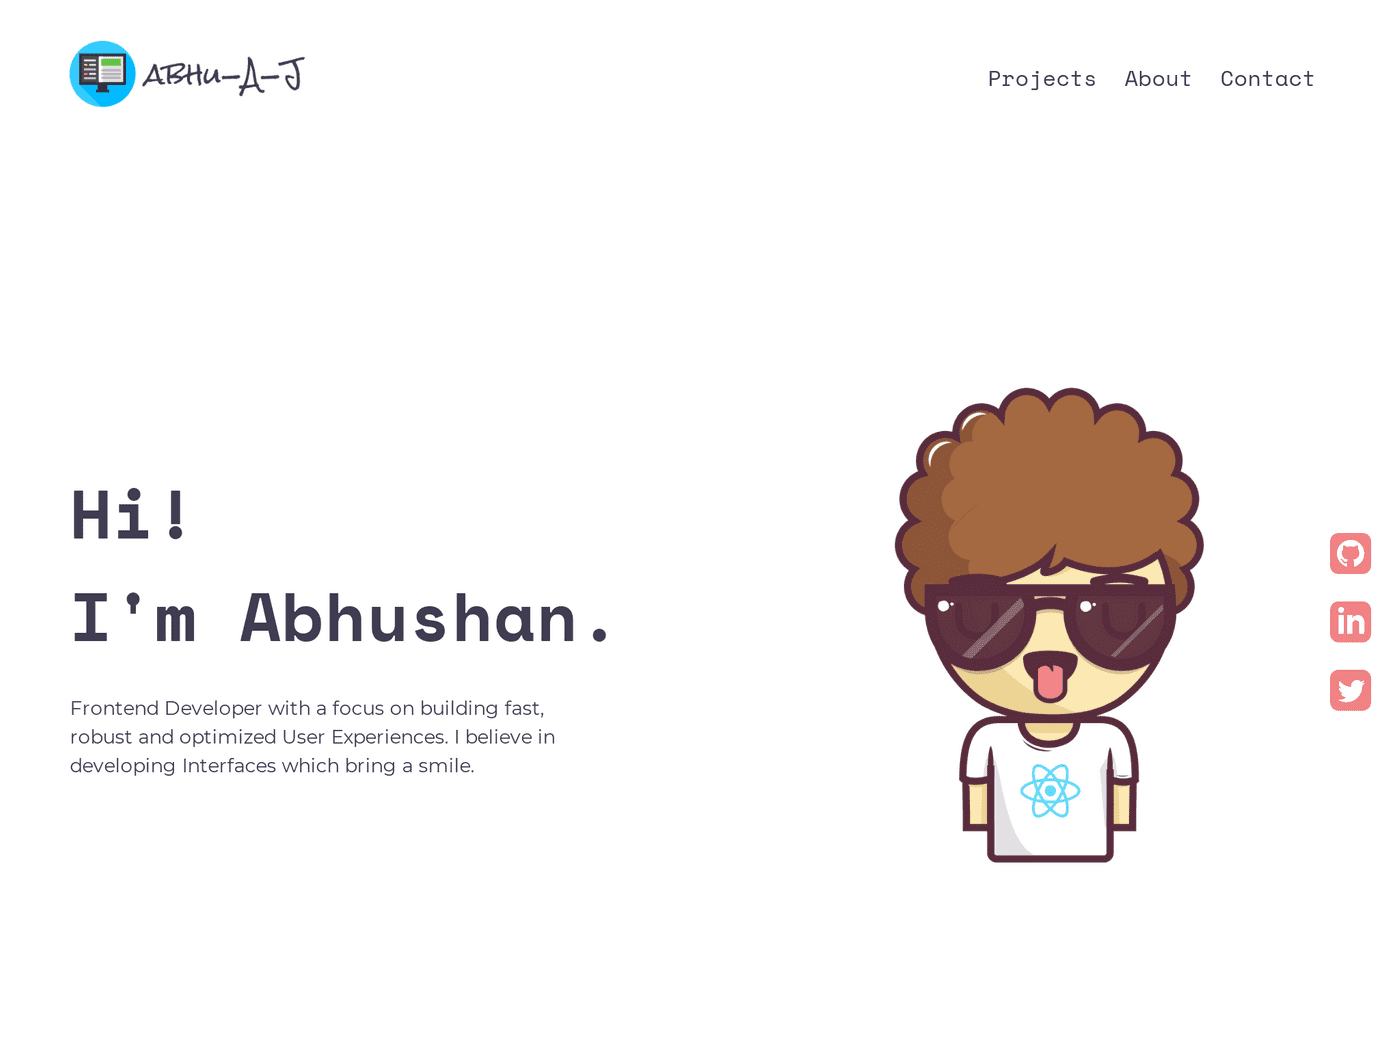 ABHU-A-J
Projects About Contact
Hi!
I'm Abhushan.
Frontend Developer with a focus on building fast,
robust and optimized User Experiences. I believe in
developing Interfaces which bring a smile.
in